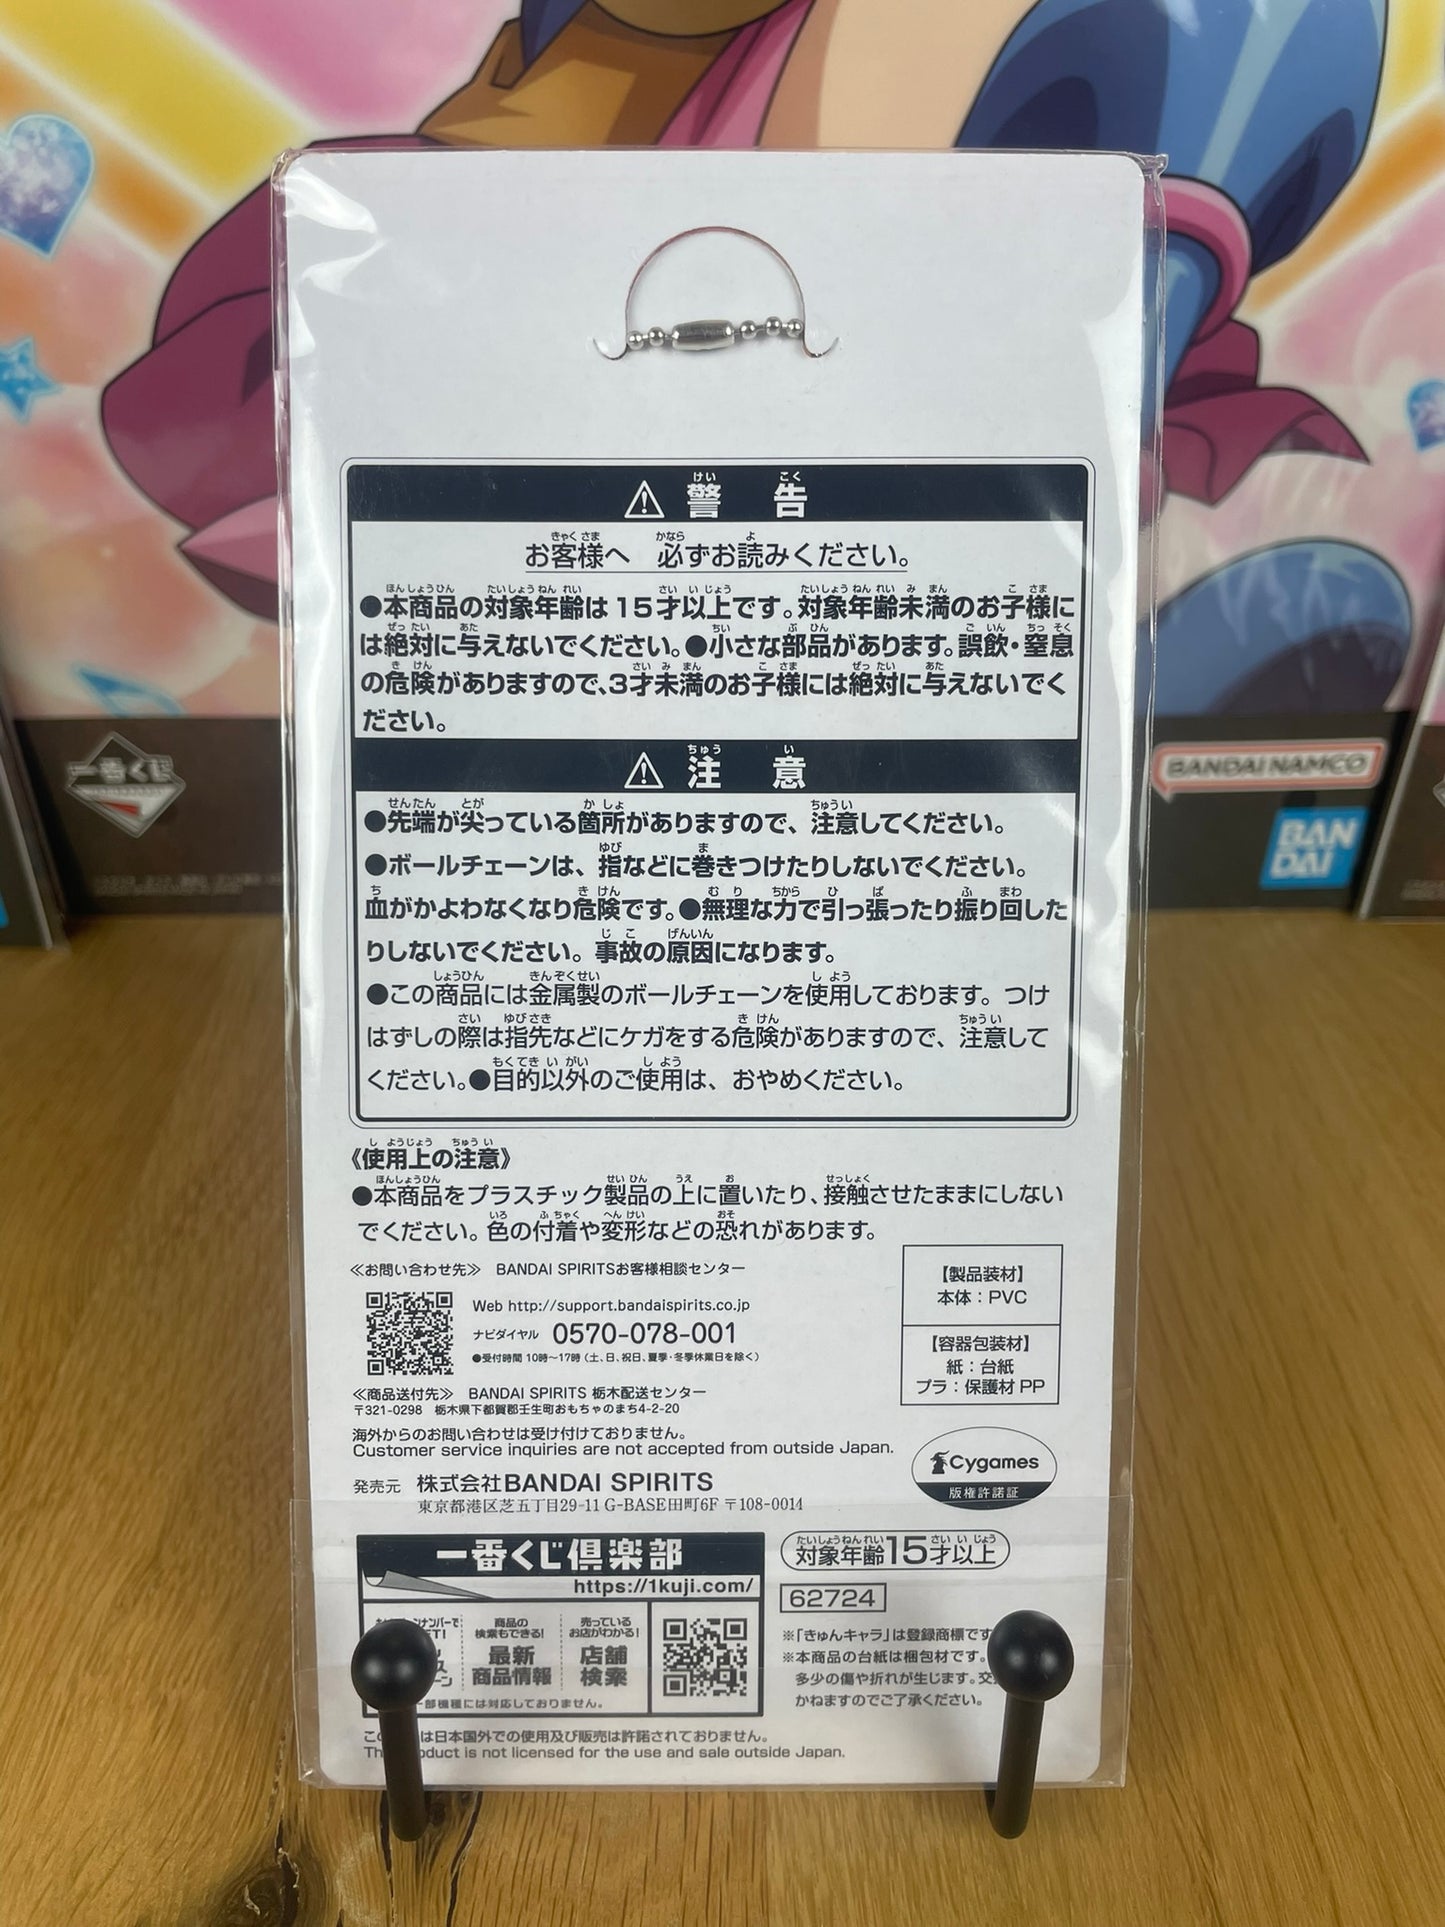 ⚠ 警告
お客様へ 必ずお読みください。
●本商品の対象年齢は15才以上です。対象年齢未満のお子様に
は絶対に与えないでください。●小さな部品があります。誤飲・窒息
の危険がありますので、3才未満のお子様には絶対に与えないでく
ださい。
⚠ 注意
●先端が尖っている箇所がありますので、注意してください。
●ボールチェーンは、指などに巻きつけたりしないでください。
血がかよわなくなり危険です。●無理な力で引っ張ったり振り回した
りしないでください。事故の原因になります。
●この商品には金属製のボールチェーンを使用しております。つけ
はずしの際は指先などにケガをする危険がありますので、注意して
ください。●目的以外のご使用は、おやめください。
《使用上の注意》
●本商品をプラスチック製品の上に置いたり、接触させたままにしない
でください。色の付着や変形などの恐れがあります。
≪お問い合わせ先≫ BANDAI SPIRITSお客様相談センター
Web http://support.bandaispirits.co.jp
ナビダイヤル 0570-078-001
●受付時間 10時〜17時(土、日、祝日、夏季・冬季休業日を除く)
≪商品送付先≫ BANDAI SPIRITS 栃木配送センター
〒321-0298 栃木県下都賀郡壬生町おもちゃのまち4-2-20
【製品装材】
本体：PVC
【容器包装材】
紙：台紙
プラ：保護材 PP
海外からのお問い合わせは受け付けておりません。
Customer service inquiries are not accepted from outside Japan.
発売元 株式会社BANDAI SPIRITS
東京都港区芝五丁目29-11 G-BASE田町6F 〒108-0014
Cygames
版権許諾証
一番くじ倶楽部
https://1kuji.com/
商品の
検索もできる!
最新
商品情報
売っている
お店がわかる!
店舗
検索
部機種には対応しておりません。
対象年齢15才以上
62724
※「きゅんキャラ」は登録商標です
※本商品の台紙は梱包材です。
多少の傷や折れが生じます。交
かねますのでご了承ください。
は日本国外での使用及び販売は許諾されておりません。
is not licensed for the use and sale outside Japan.
一番くじ
BANDAI NAMCO
BAN
DAI